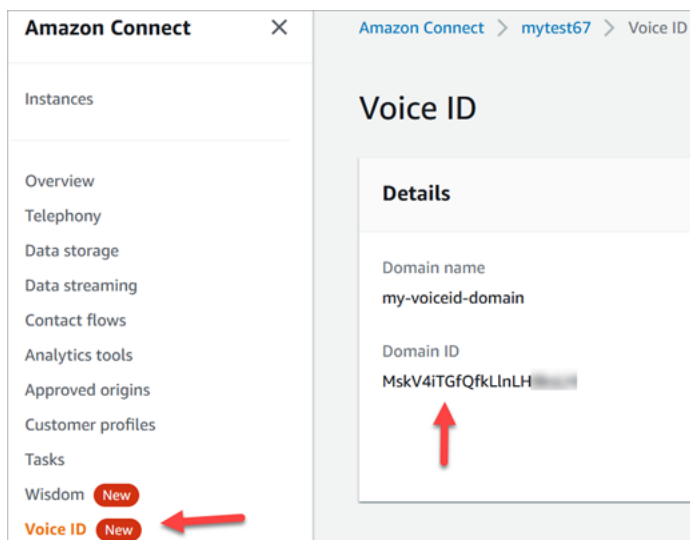 Amazon Connect
Instances
Overview
Telephony
Data storage
Data streaming
Contact flows
Analytics tools
Approved origins
Customer profiles
Tasks
Wisdom New
Voice ID New
Amazon Connect > mytest67 > Voice ID
Voice ID
Details
Domain name
my-voiceid-domain
Domain ID
MskV4iTGfQfkLlnLH